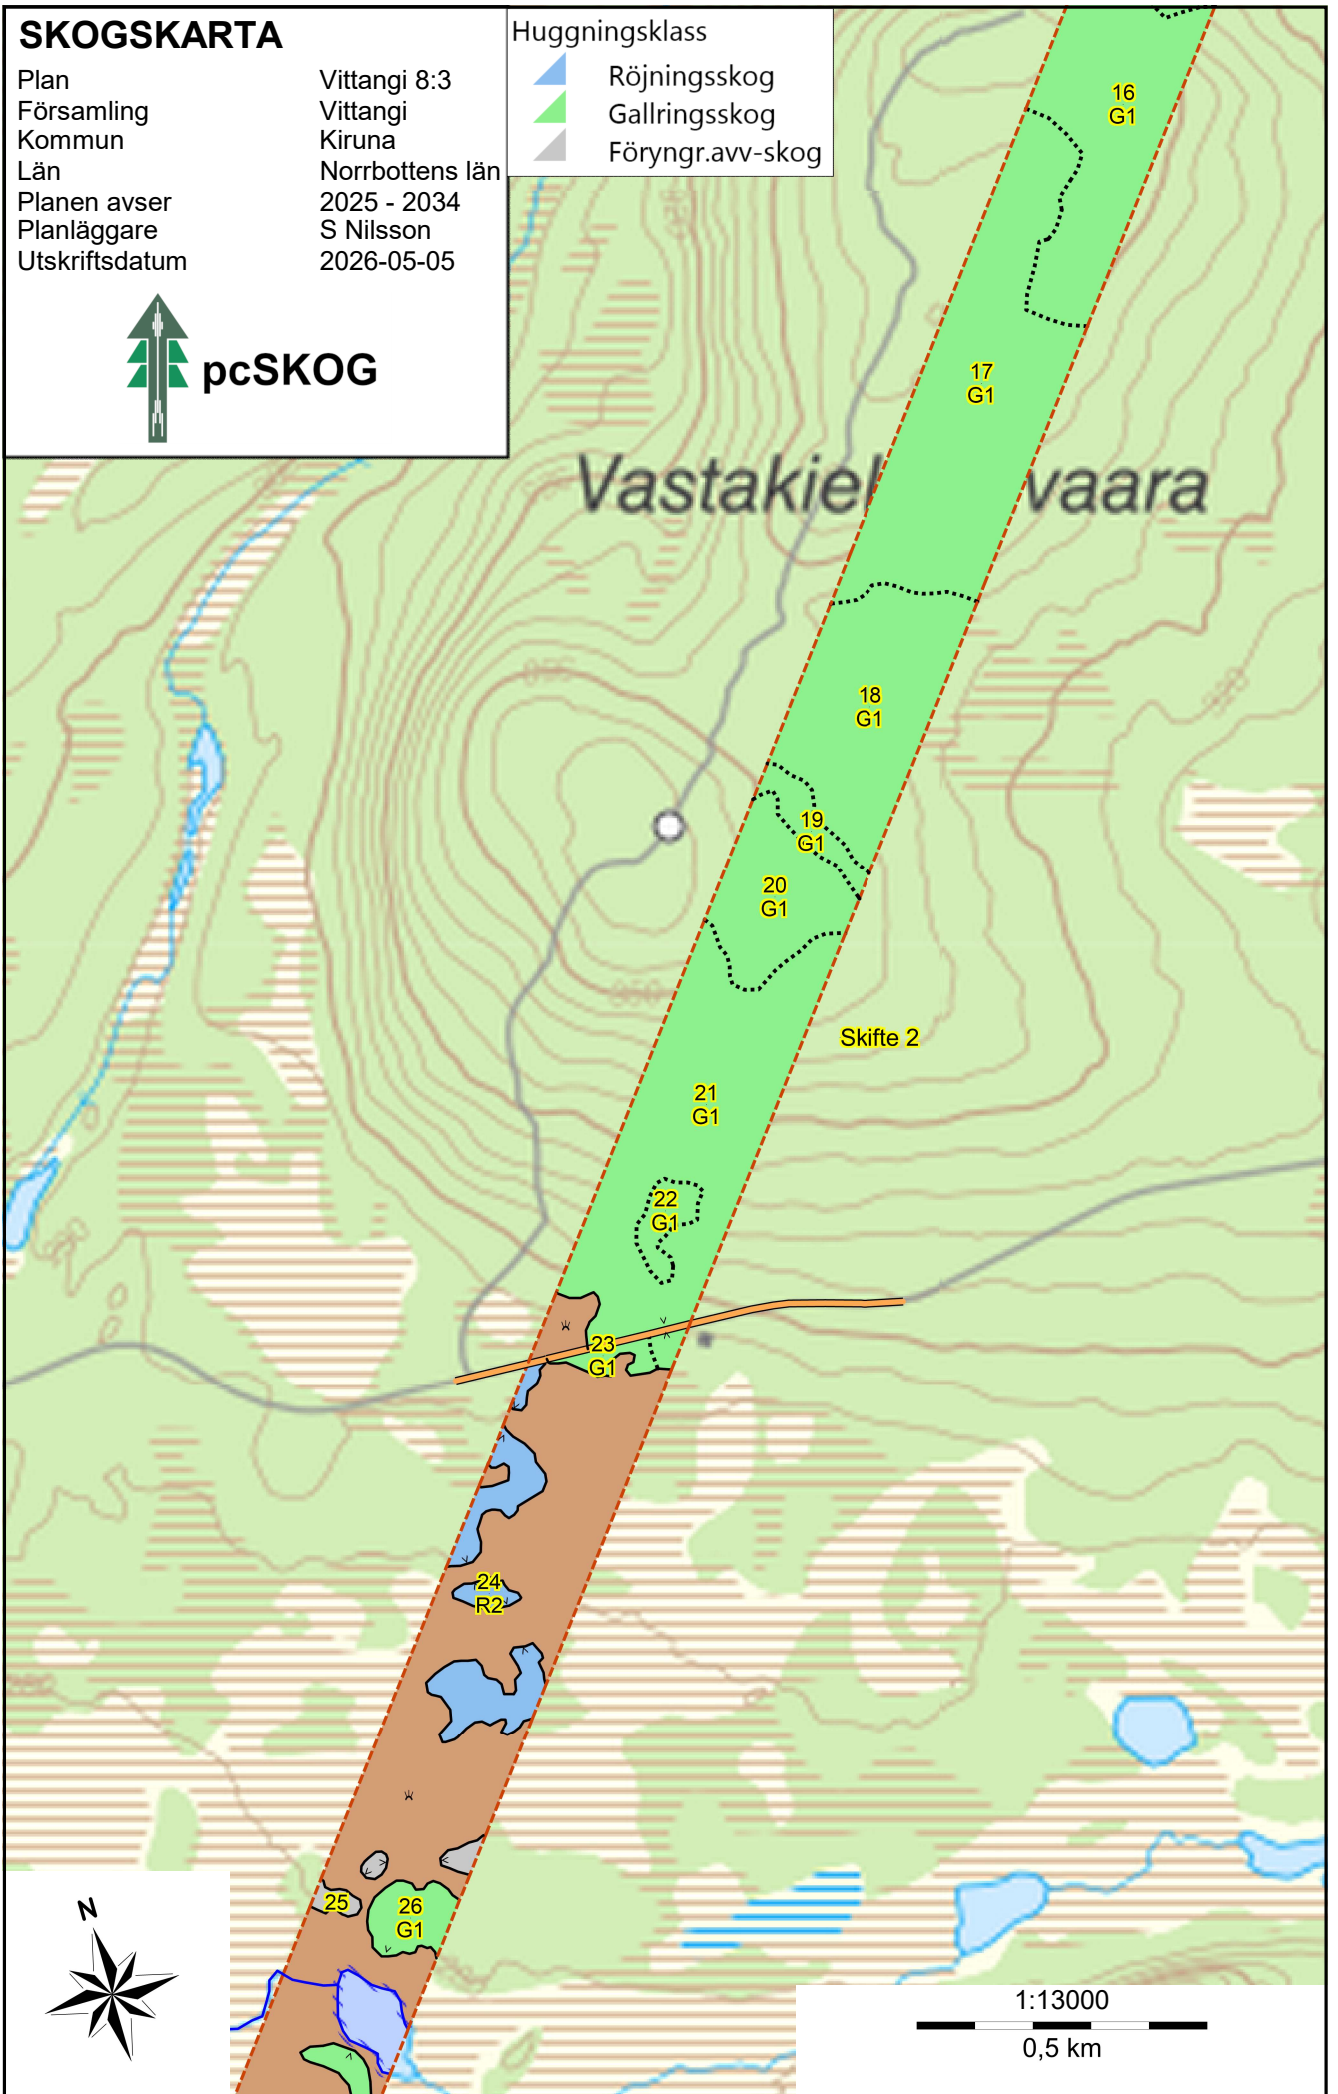 SKOGSKARTA
Plan Vittangi 8:3
Församling Vittangi
Kommun Kiruna
Län Norrbottens län
Planen avser 2025 - 2034
Planläggare S Nilsson
Utskriftsdatum 2026-05-05
pcSKOG
Huggningsklass
Röjningsskog
Gallringsskog
Föryngr.avv-skog
16
G1
17
G1
Vastakiel vaara
18
G1
19
G1
20
G1
Skifte 2
21
G1
22
G1
23
G1
24
R2
25
26
G1
N
1:13000
0,5 km